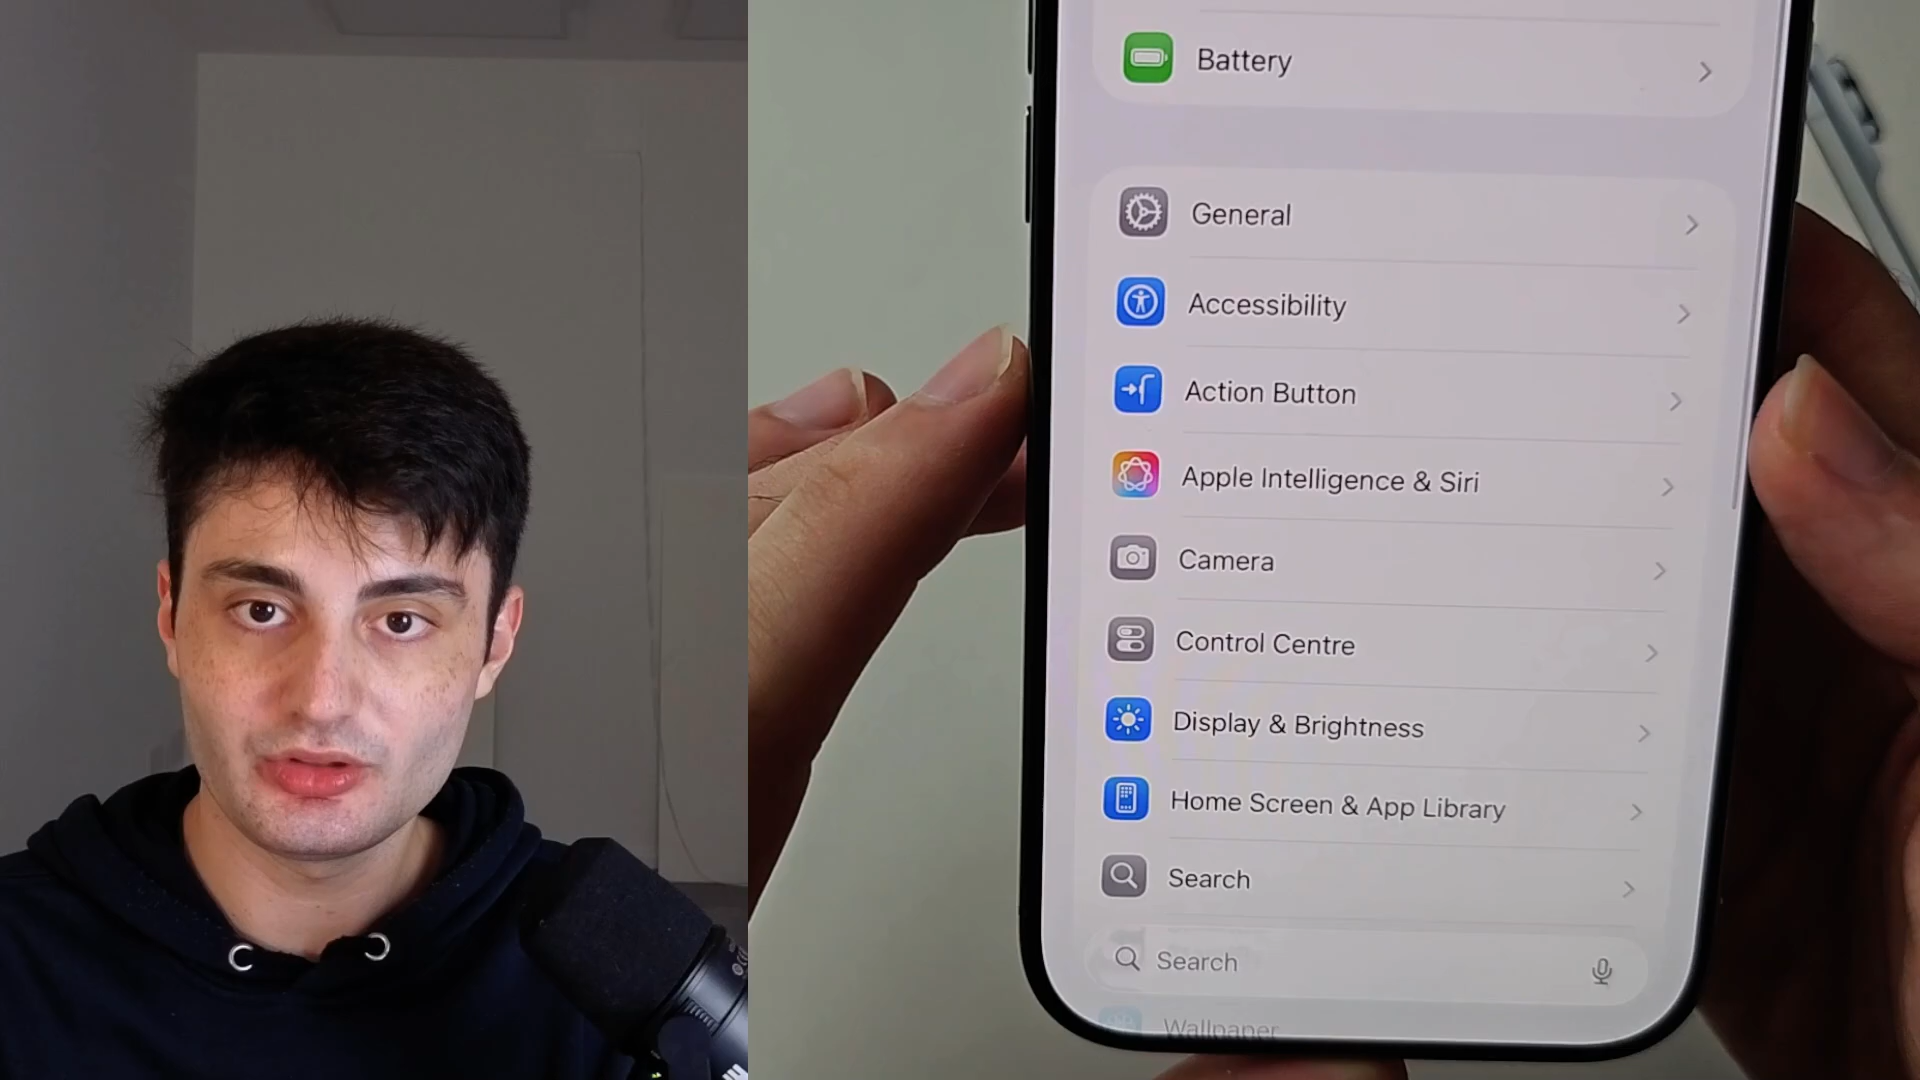 Battery
General
Accessibility
Action Button
Apple Intelligence & Siri
Camera
Control Centre
Display & Brightness
Home Screen & App Library
Search
Search
Wallpaper